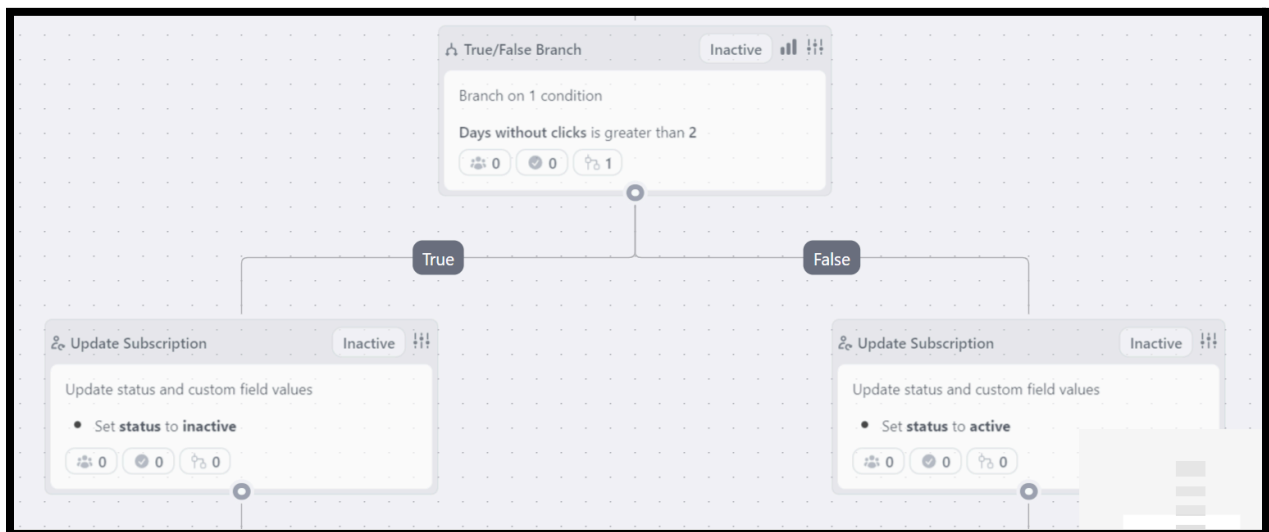 True/False Branch Inactive
Branch on 1 condition
Days without clicks is greater than 2
0 0 1
True False
Update Subscription Inactive
Update status and custom field values
Set status to inactive
0 0 0
Update Subscription Inactive
Update status and custom field values
Set status to active
0 0 0